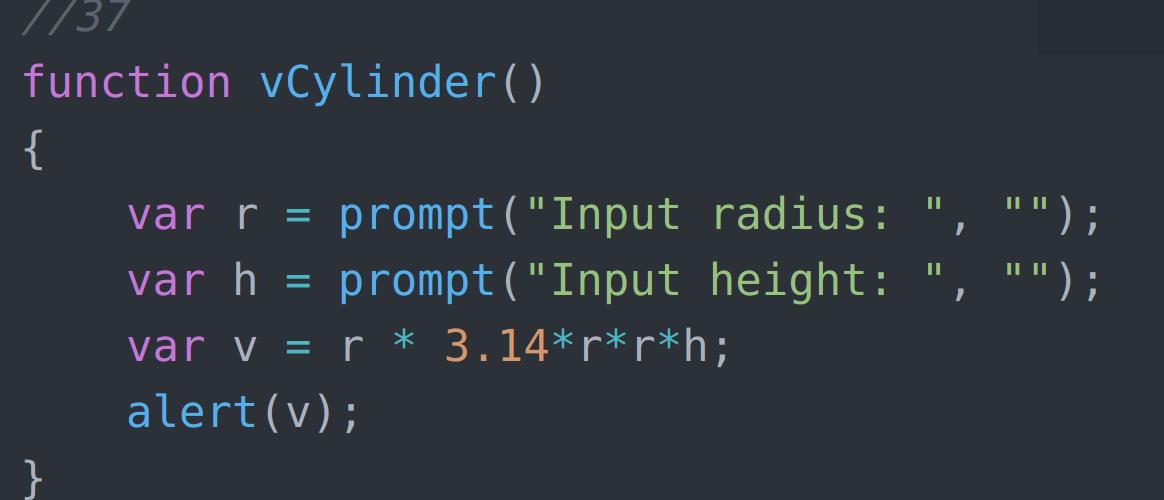 //37
function vCylinder()
{
    var r = prompt("Input radius: ", "");
    var h = prompt("Input height: ", "");
    var v = r * 3.14*r*r*h;
    alert(v);
}